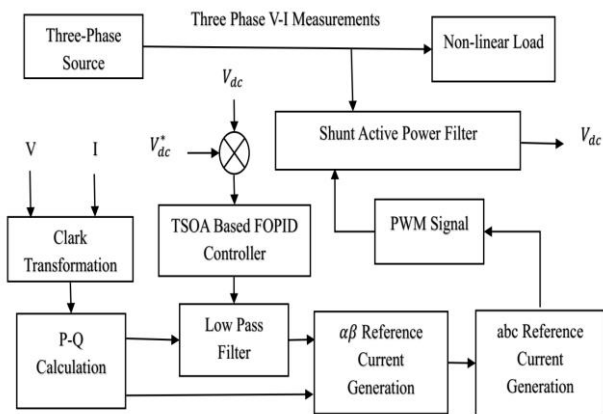 Three Phase V-I Measurements
Three-Phase
Source
Non-linear Load
V_dc
Shunt Active Power Filter
V_dc
V*_dc
V
I
TSOA Based FOPID
Controller
PWM Signal
Clark
Transformation
P-Q
Calculation
Low Pass
Filter
αβ Reference
Current
Generation
abc Reference
Current
Generation